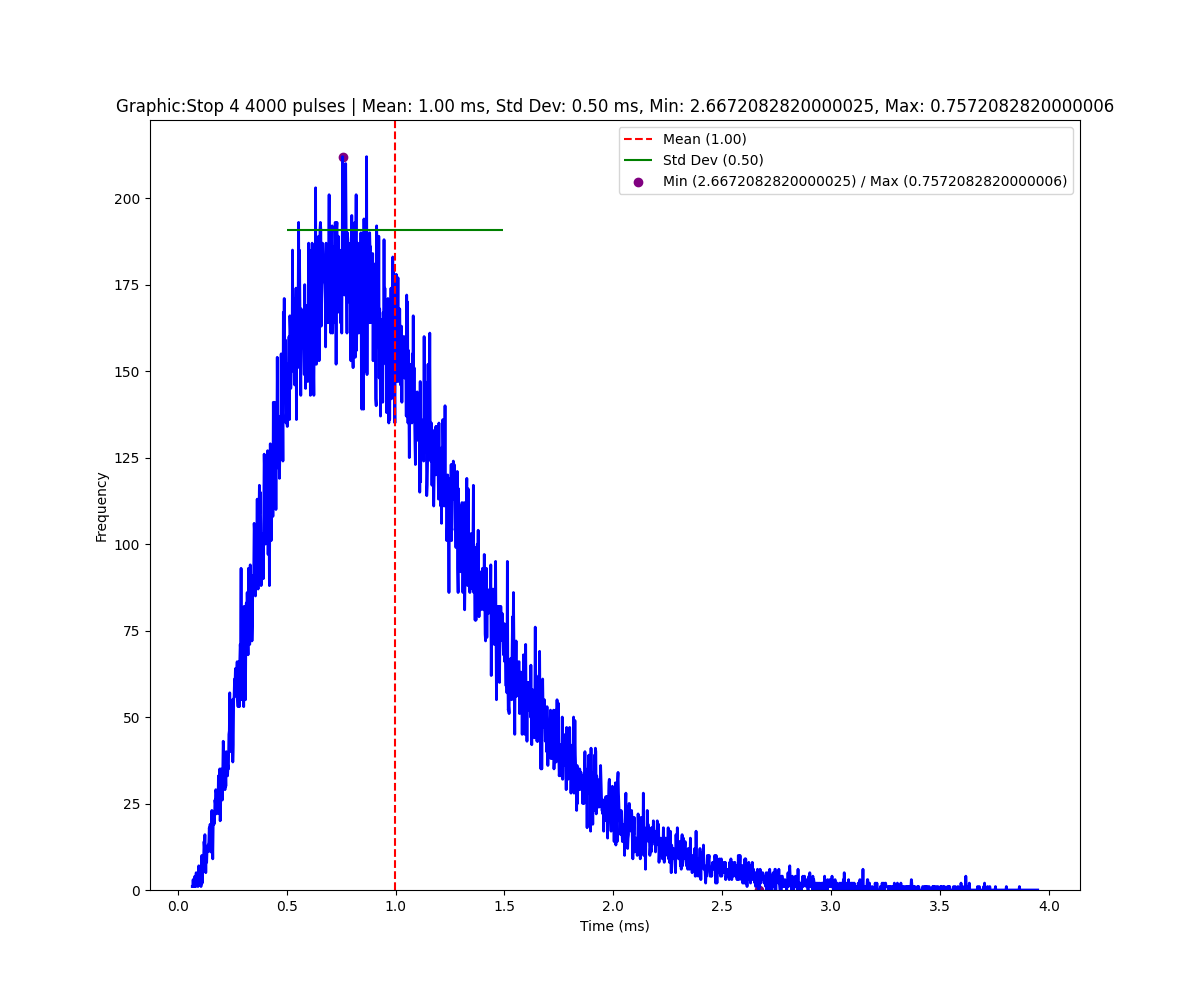 Graphic:Stop 4 4000 pulses | Mean: 1.00 ms, Std Dev: 0.50 ms, Min: 2.6672082820000025, Max: 0.7572082820000006
Mean (1.00)
Std Dev (0.50)
Min (2.6672082820000025) / Max (0.7572082820000006)
200
175
150
125
100
75
50
25
0
Frequency
0.0 0.5 1.0 1.5 2.0 2.5 3.0 3.5 4.0
Time (ms)